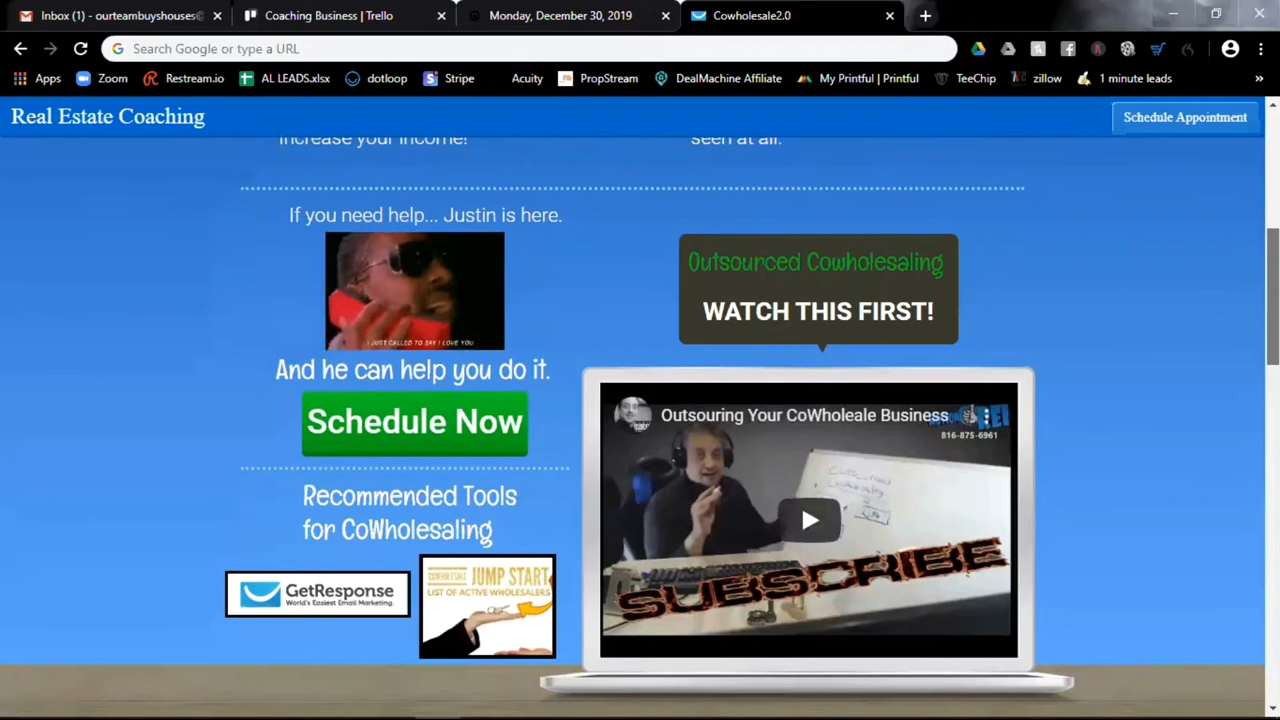 Inbox (1) - ourteambuyshouses@
Coaching Business | Trello
Monday, December 30, 2019
Cowholesale2.0
Search Google or type a URL
Apps
Zoom
Restream.io
AL LEADS.xlsx
dotloop
Stripe
Acuity
PropStream
DealMachine Affiliate
My Printful | Printful
TeeChip
zillow
1 minute leads
»
Real Estate Coaching
Schedule Appointment
increase your income!
seen at all.
If you need help... Justin is here.
I JUST CALLED TO SAY I LOVE YOU
And he can help you do it.
Schedule Now
Recommended Tools
for CoWholesaling
GetResponse
World's Easiest Email Marketing.
COWHOLESALE JUMP START
LIST OF ACTIVE WHOLESALERS
Outsourced Cowholesaling
WATCH THIS FIRST!
Outsouring Your CoWholeale Business
REI
816-875-6961
SUBSCRIBE